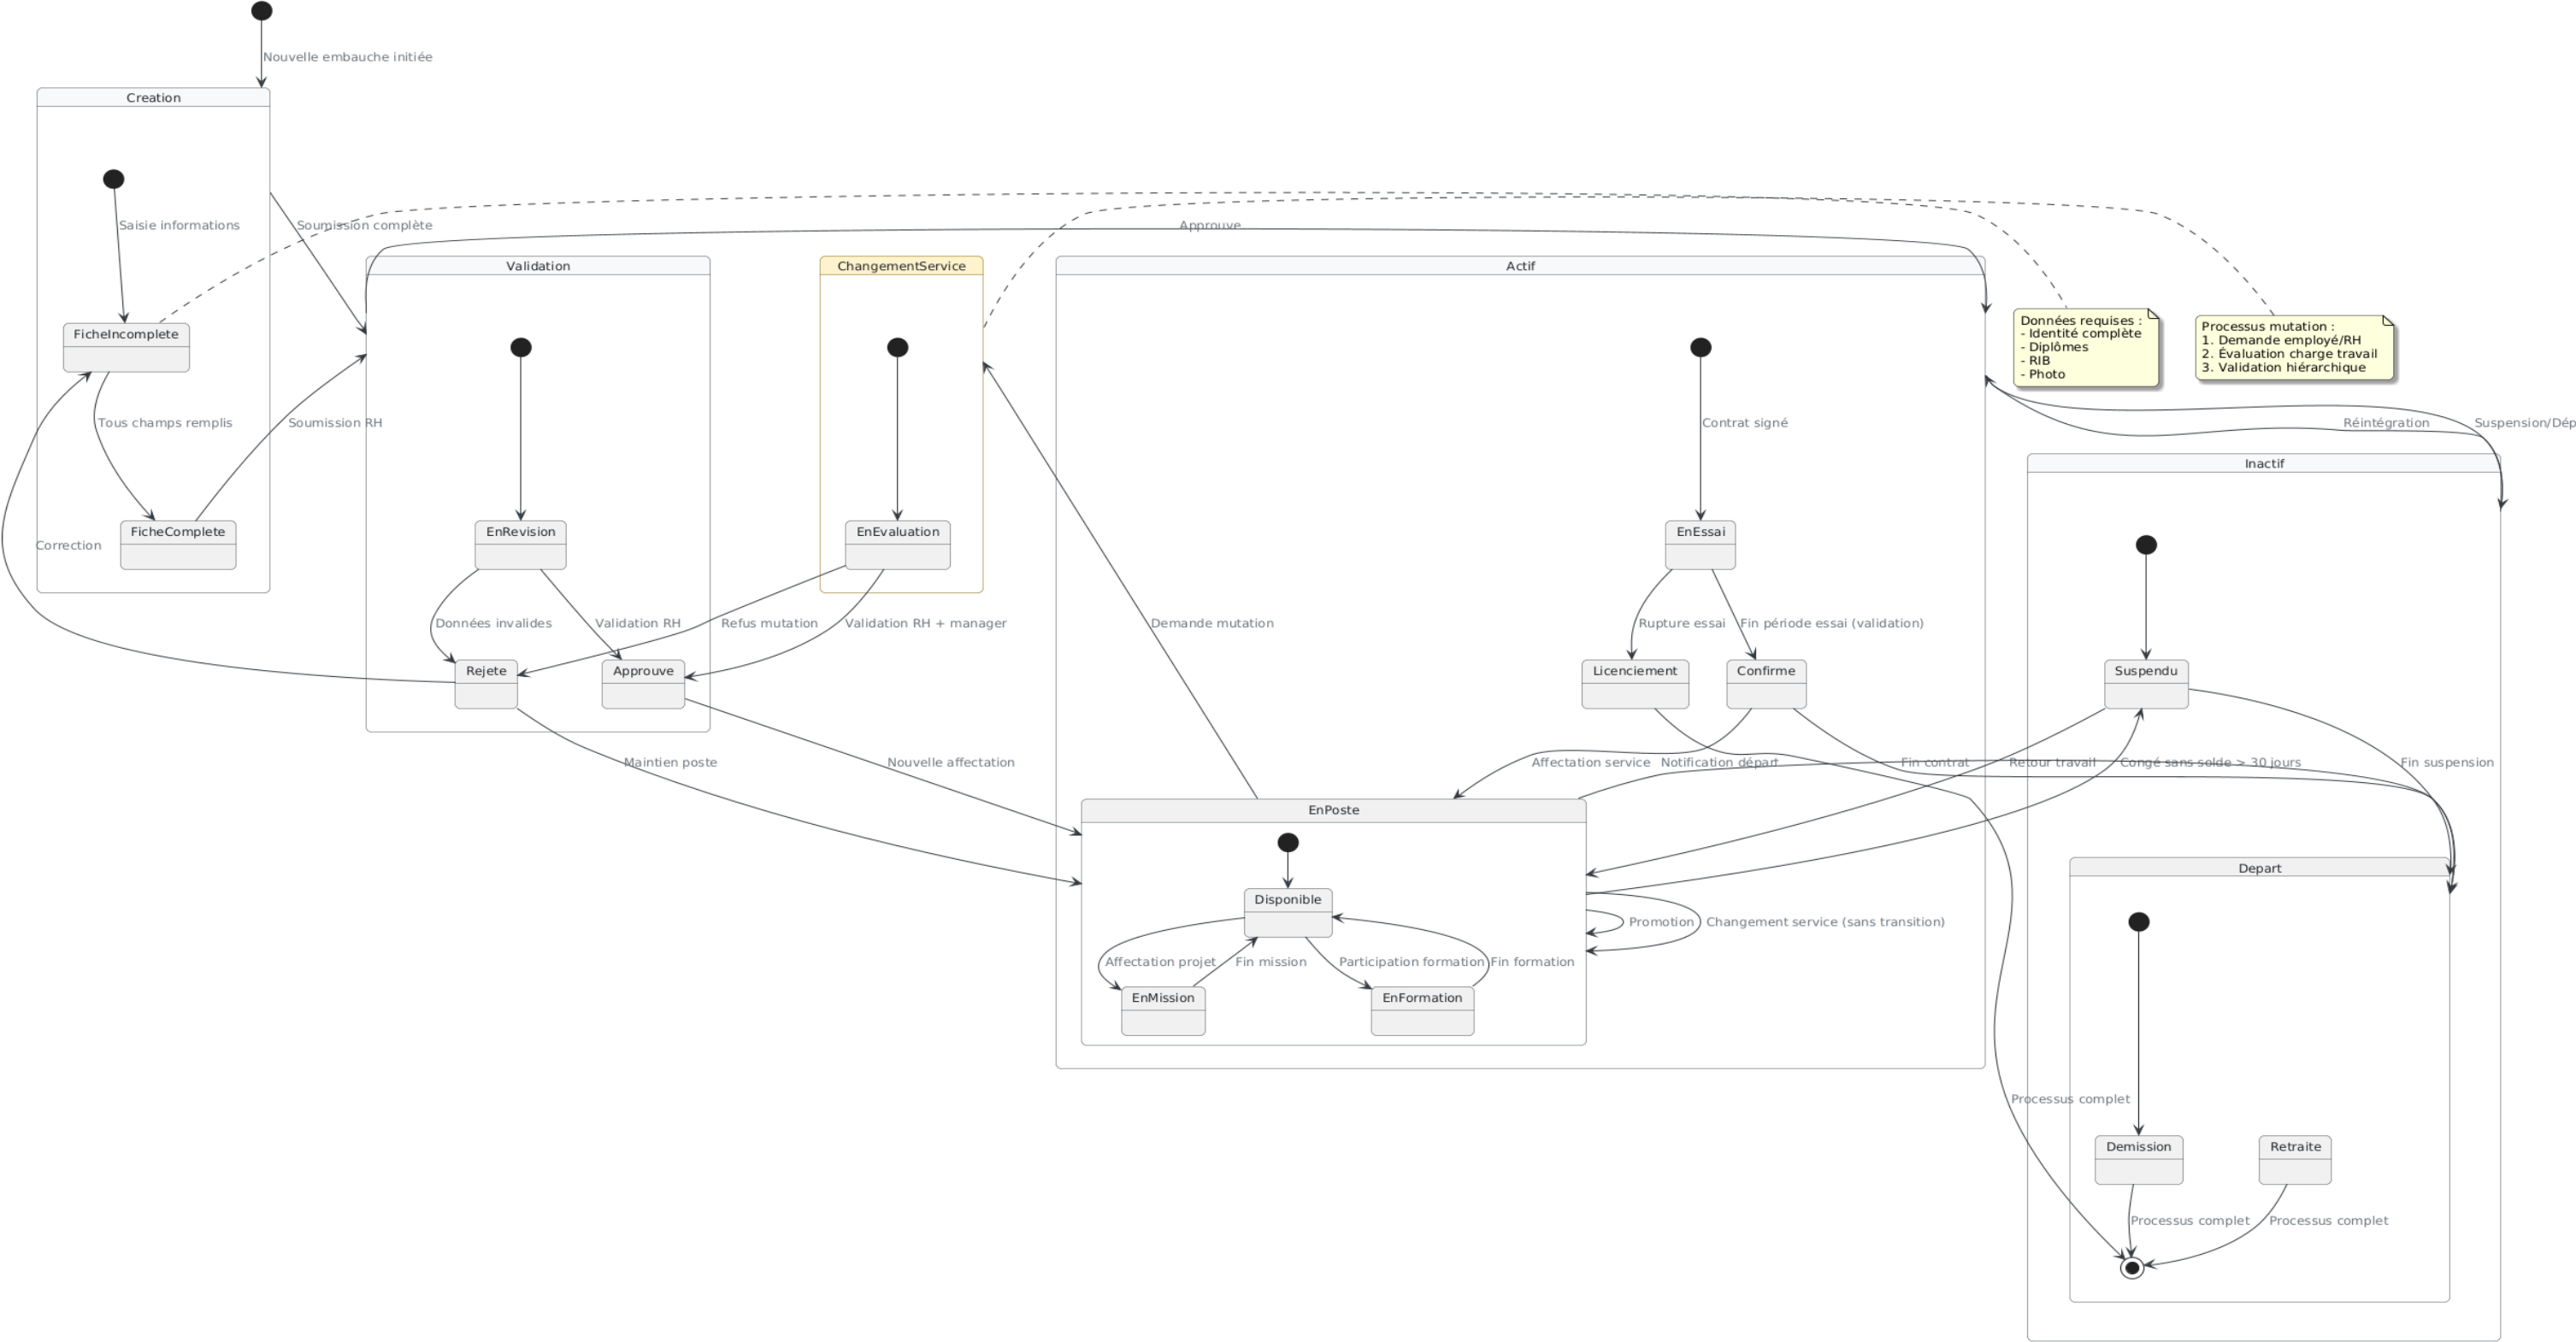 Nouvelle embauche initiée
Creation
Saisie informations
Soumission complète
Approuve
Validation
ChangementService
Actif
Données requises :
- Identité complète
- Diplômes
- RIB
- Photo
Processus mutation :
1. Demande employé/RH
2. Évaluation charge travail
3. Validation hiérarchique
FicheIncomplete
Tous champs remplis
Soumission RH
Contrat signé
Réintégration
Suspension/Dép
Inactif
FicheComplete
EnRevision
EnEvaluation
EnEssai
Correction
Données invalides
Validation RH
Refus mutation
Validation RH + manager
Demande mutation
Rupture essai
Fin période essai (validation)
Rejete
Approuve
Licenciement
Confirme
Suspendu
Maintien poste
Nouvelle affectation
Affectation service
Notification départ
Fin contrat
Retour travail
Congé sans solde > 30 jours
Fin suspension
EnPoste
Depart
Disponible
Promotion
Changement service (sans transition)
Affectation projet
Fin mission
Participation formation
Fin formation
EnMission
EnFormation
Processus complet
Demission
Retraite
Processus complet
Processus complet